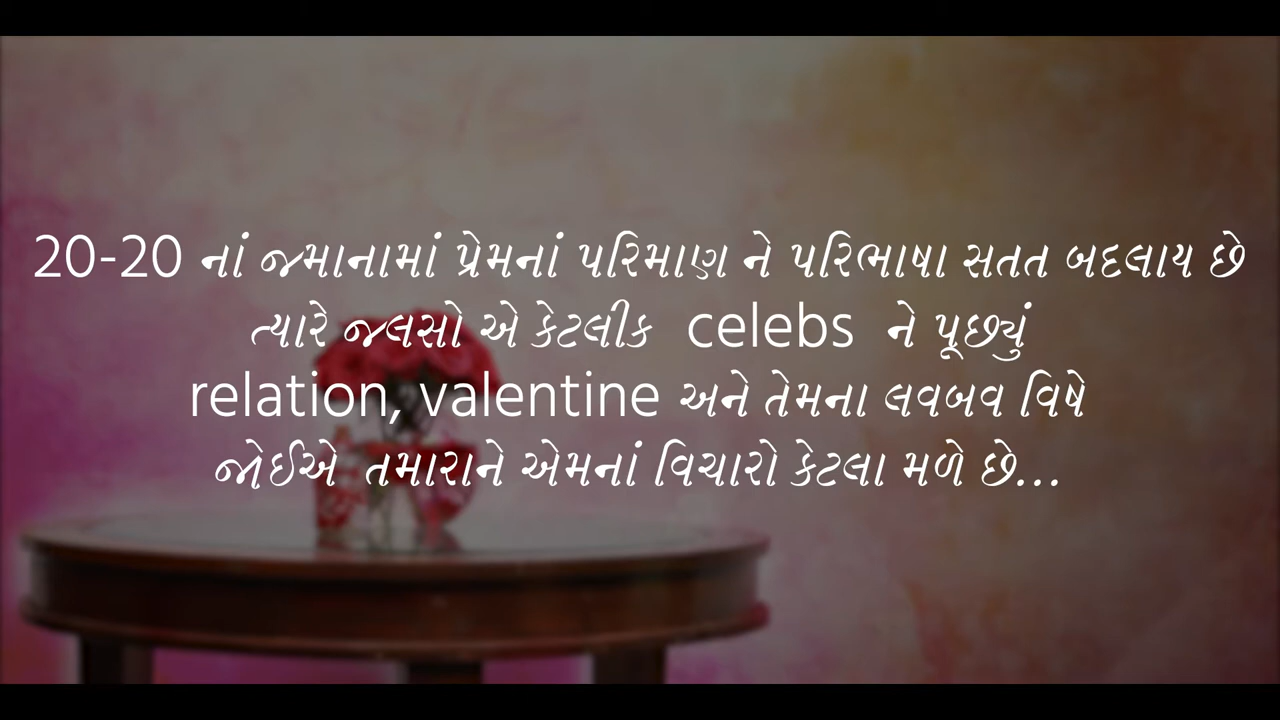 20-20 નાં જમાનામાં પ્રેમનાં પરિમાણ ને પરિભાષા સતત બદલાય છે
ત્યારે જલસો એ કેટલીક celebs ને પૂછ્યું
relation, valentine અને તેમના લવબવ વિષે
જોઈએ તમારાને એમનાં વિચારો કેટલા મળે છે...